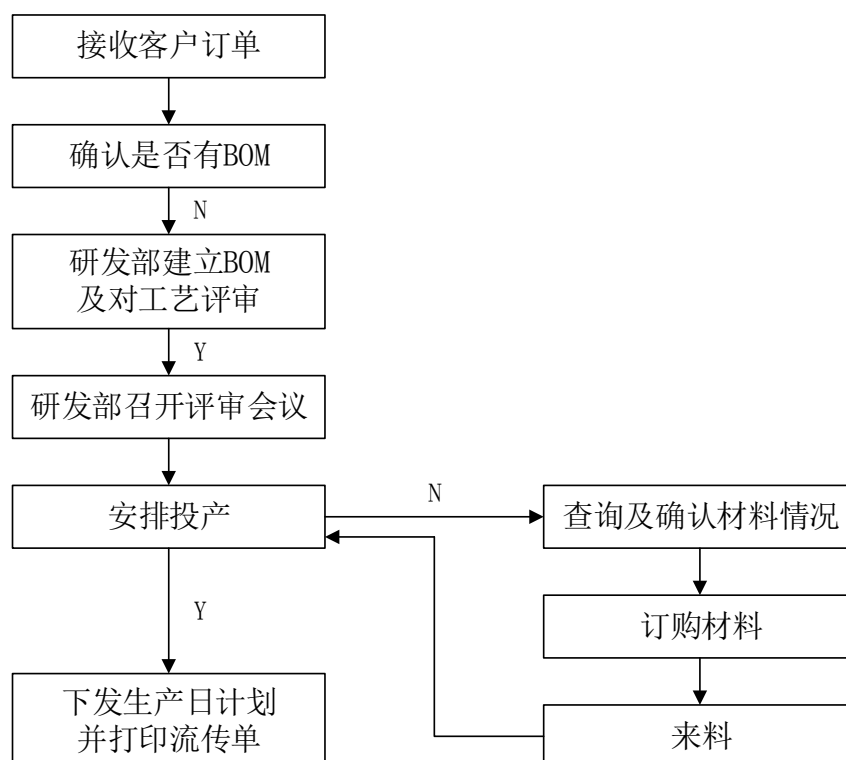 接收客户订单
确认是否有BOM
N
研发部建立BOM
及对工艺评审
Y
研发部召开评审会议
安排投产
N
查询及确认材料情况
订购材料
Y
来料
下发生产日计划
并打印流传单